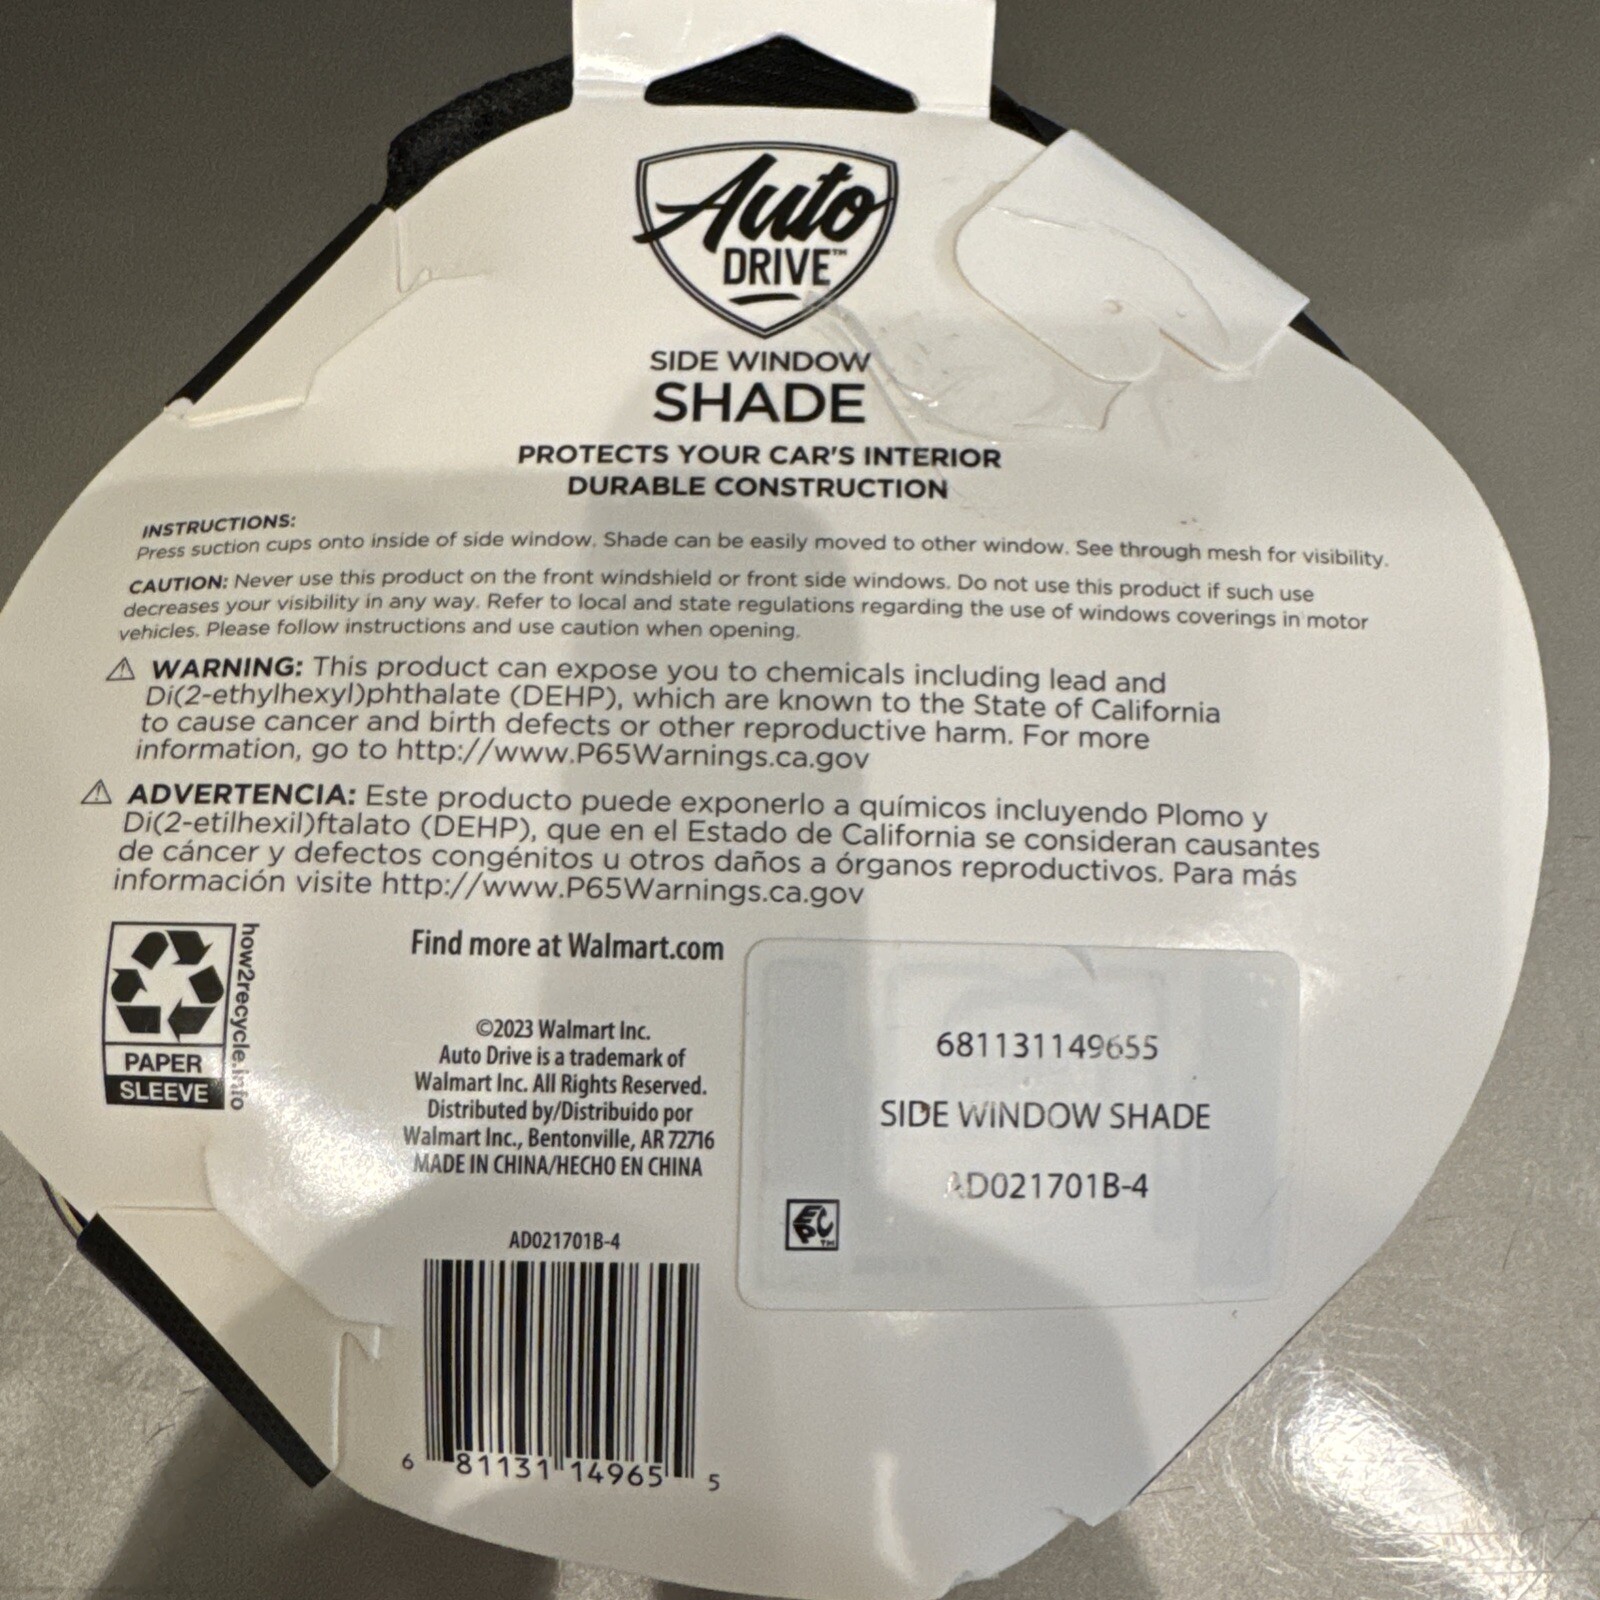 Auto
DRIVE™
SIDE WINDOW
SHADE
PROTECTS YOUR CAR'S INTERIOR
DURABLE CONSTRUCTION
INSTRUCTIONS:
Press suction cups onto inside of side window. Shade can be easily moved to other window. See through mesh for visibility.
CAUTION: Never use this product on the front windshield or front side windows. Do not use this product if such use
decreases your visibility in any way. Refer to local and state regulations regarding the use of windows coverings in motor
vehicles. Please follow instructions and use caution when opening.
⚠ WARNING: This product can expose you to chemicals including lead and
Di(2-ethylhexyl)phthalate (DEHP), which are known to the State of California
to cause cancer and birth defects or other reproductive harm. For more
information, go to http://www.P65Warnings.ca.gov
⚠ ADVERTENCIA: Este producto puede exponerlo a químicos incluyendo Plomo y
Di(2-etilhexil)ftalato (DEHP), que en el Estado de California se consideran causantes
de cáncer y defectos congénitos u otros daños a órganos reproductivos. Para más
información visite http://www.P65Warnings.ca.gov
how2recycle.info
PAPER
SLEEVE
Find more at Walmart.com
©2023 Walmart Inc.
Auto Drive is a trademark of
Walmart Inc. All Rights Reserved.
Distributed by/Distribuido por
Walmart Inc., Bentonville, AR 72716
MADE IN CHINA/HECHO EN CHINA
AD021701B-4
6 81131 14965 5
681131149655
SIDE WINDOW SHADE
AD021701B-4
EPC™